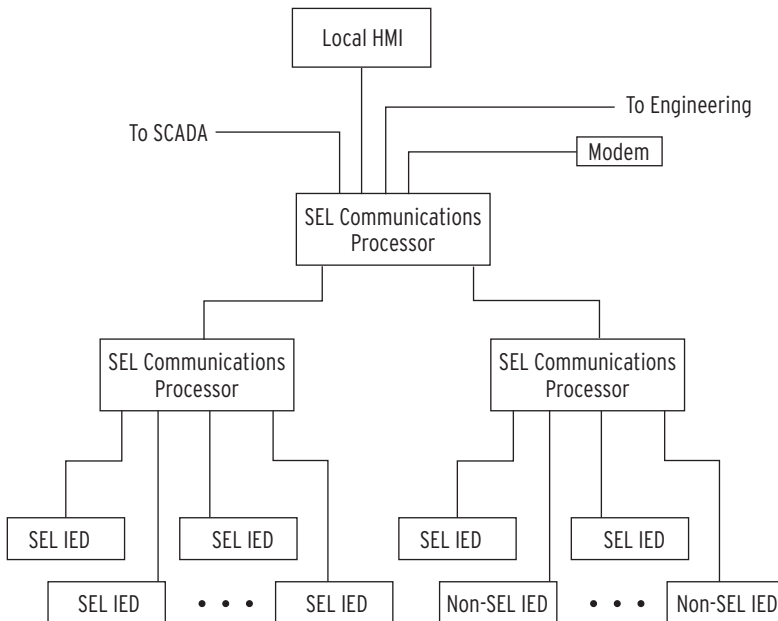 Local HMI
To Engineering
To SCADA
Modem
SEL Communications
Processor
SEL Communications
Processor
SEL Communications
Processor
SEL IED
SEL IED
SEL IED
SEL IED
SEL IED
• • •
SEL IED
Non-SEL IED
• • •
Non-SEL IED